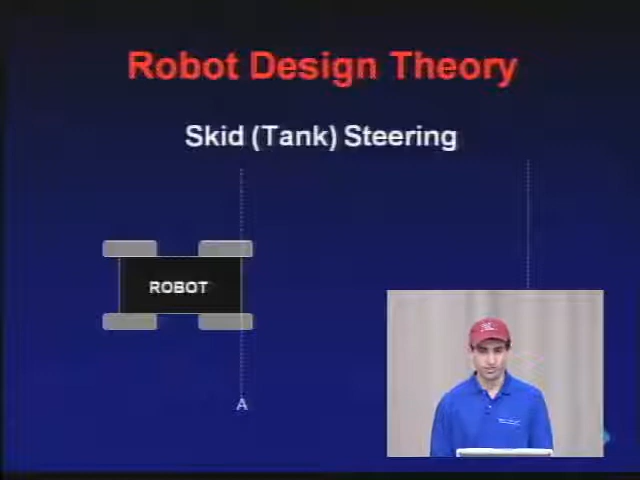 Robot Design Theory
Skid (Tank) Steering
ROBOT
A